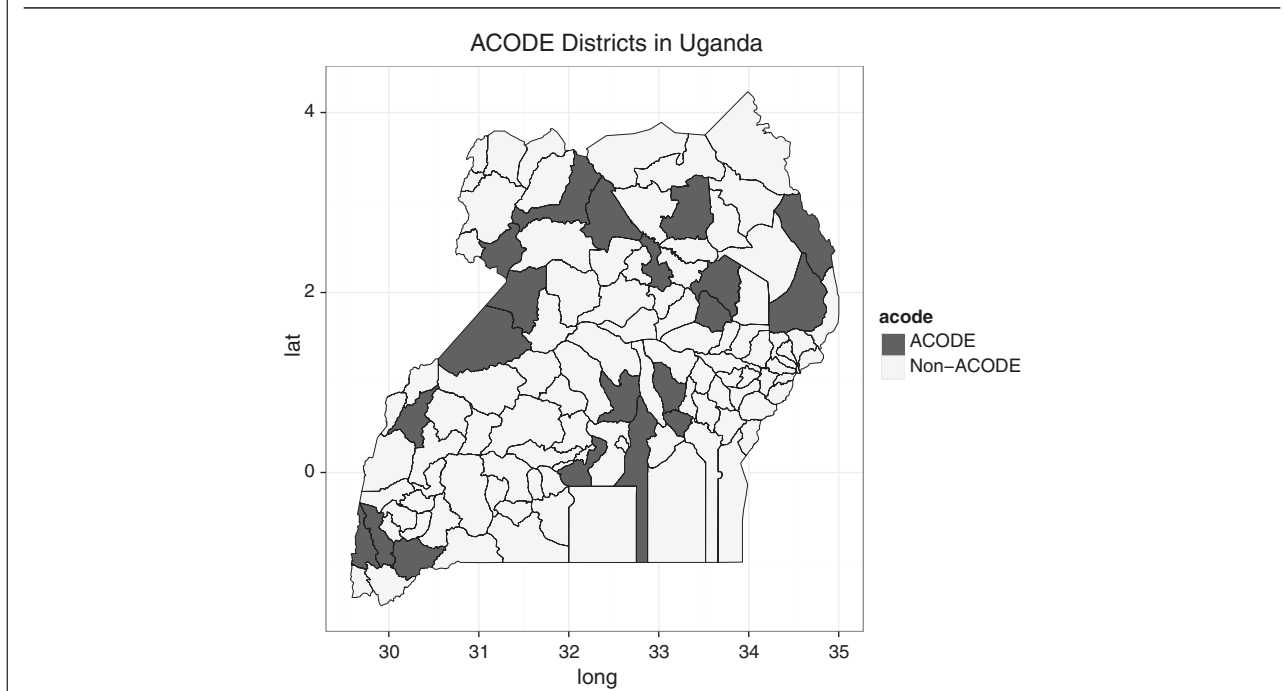 ACODE Districts in Uganda
4
2
0
lat
30 31 32 33 34 35
long
acode
ACODE
Non−ACODE